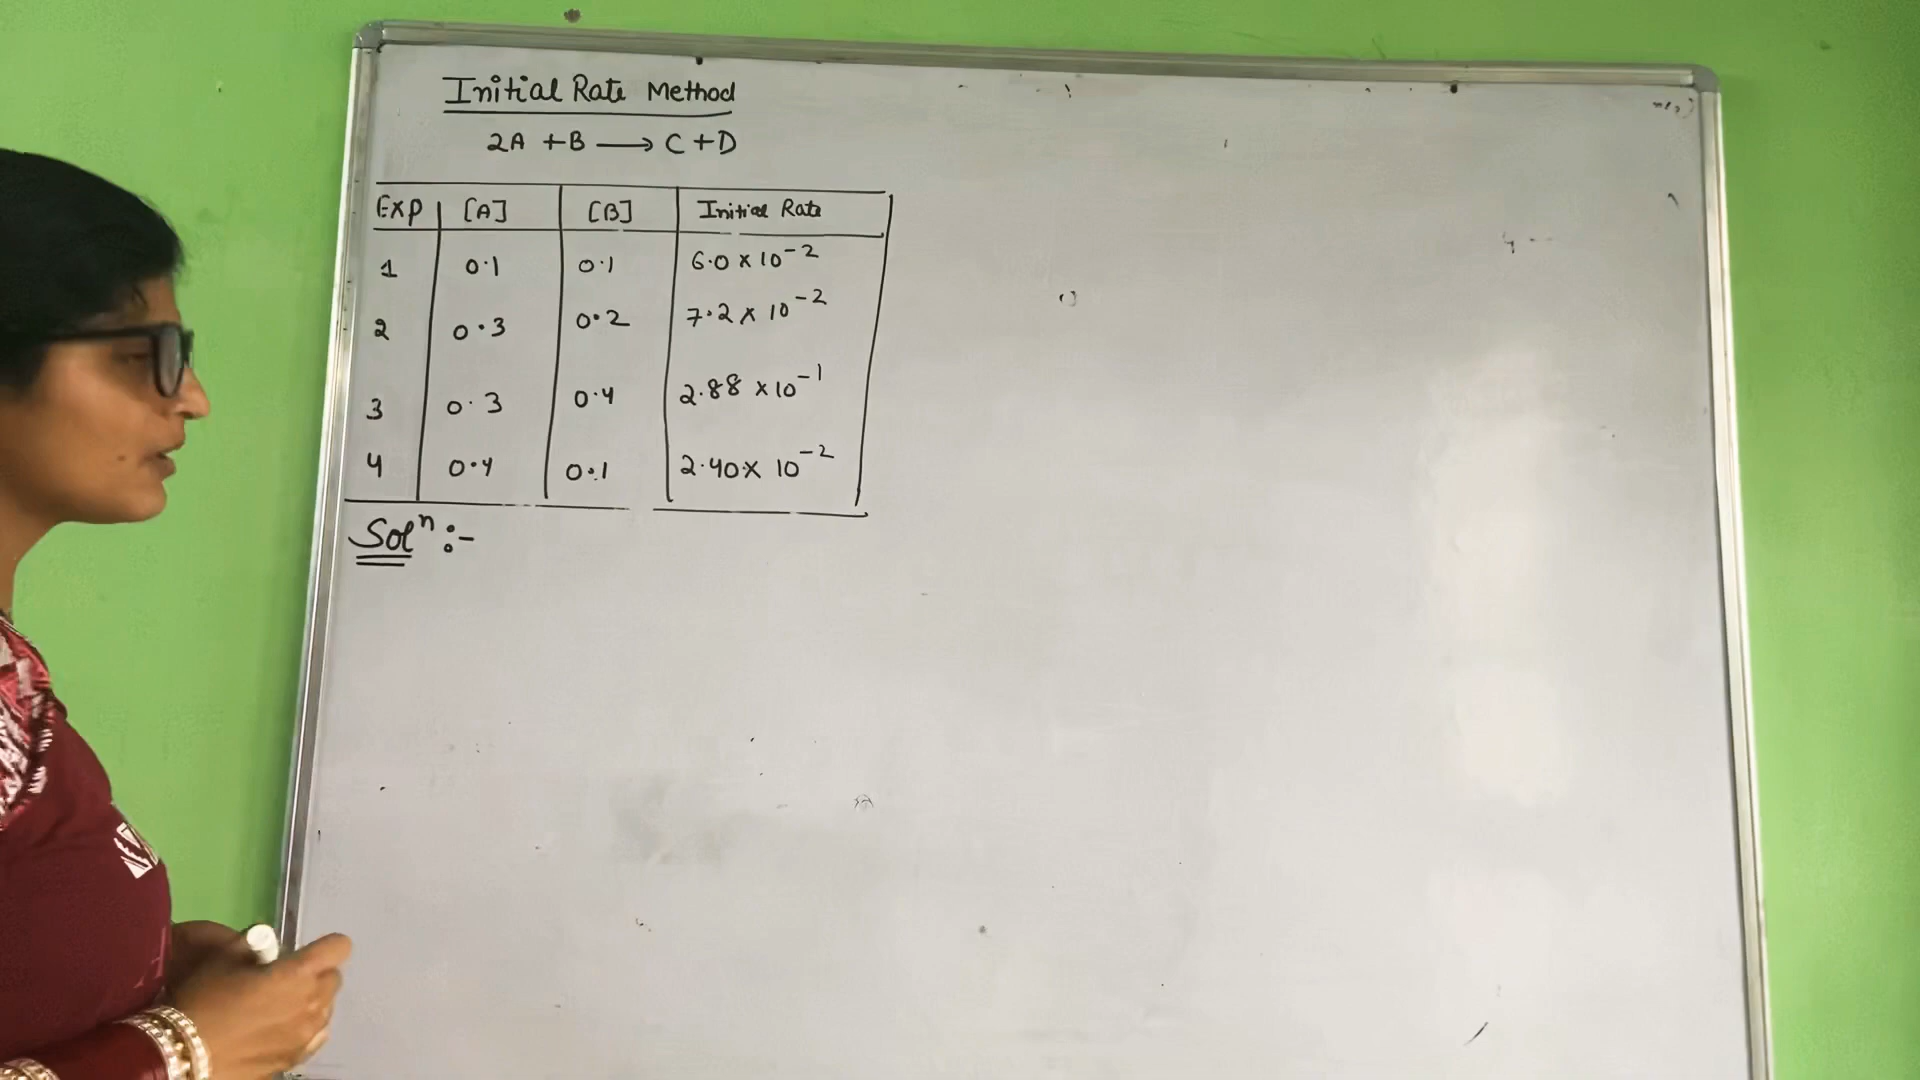 Initial Rate Method
2A + B ⟶ C + D
Exp [A] [B] Initial Rate
1 0.1 0.1 6.0 × 10⁻²
2 0.3 0.2 7.2 × 10⁻²
3 0.3 0.4 2.88 × 10⁻¹
4 0.4 0.1 2.40 × 10⁻²
Solⁿ :-